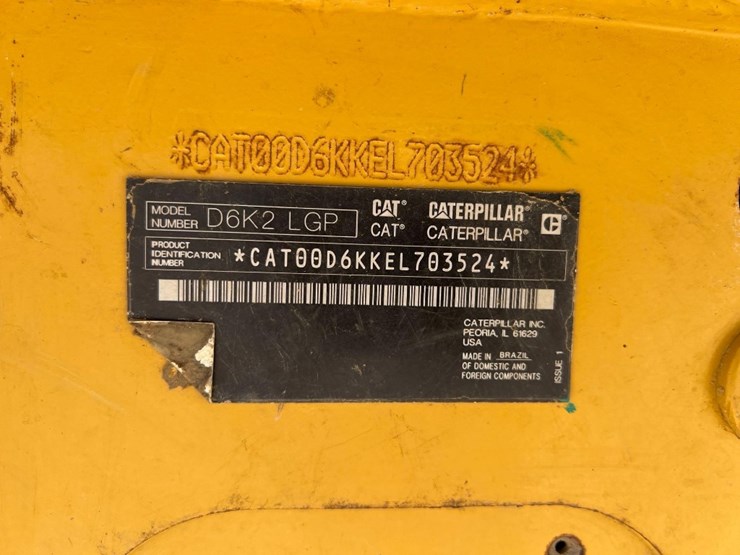 *CAT00D6KKEL703524*
MODEL NUMBER D6K2 LGP
CAT® CATERPILLAR®
CAT® CATERPILLAR®
PRODUCT IDENTIFICATION NUMBER *CAT00D6KKEL703524*
CATERPILLAR INC.
PEORIA, IL 61629
USA
MADE IN BRAZIL
OF DOMESTIC AND
FOREIGN COMPONENTS
ISSUE 1